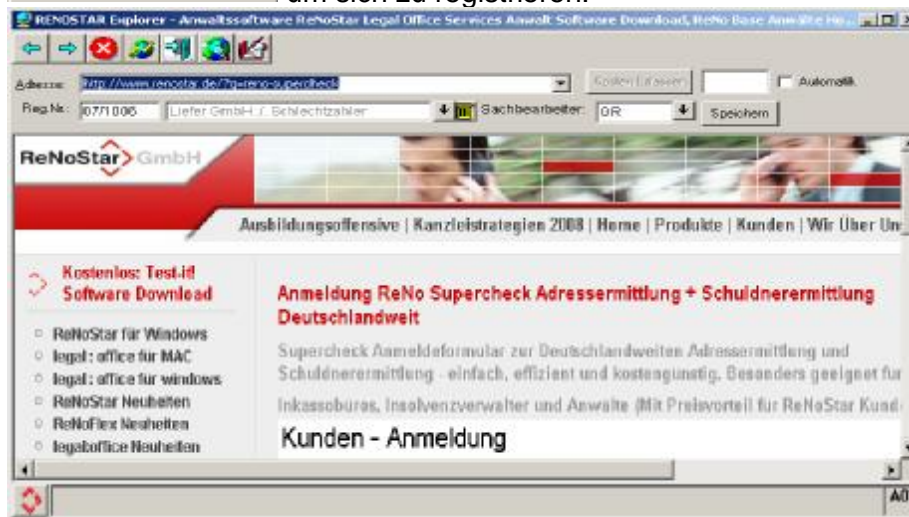 um sich zu registrieren.
RENOSTAR Explorer - Anwaltssoftware ReNoStar Legal Office Services Anwalt Software Download, ReNo Base Anwälte
Adresse: http://www.renostar.de/?q=reno-supercheck Kosten erfassen Automatik
Reg.Nr.: 07/1006 Liefer GmbH ./. Schlechtzahler Sachbearbeiter: GR Speichern
ReNoStar GmbH
Ausbildungsoffensive | Kanzleistrategien 2008 | Home | Produkte | Kunden | Wir Über Un
Kostenlos: Test-it!
Software Download
ReNoStar für Windows
legal : office für MAC
legal : office für windows
ReNoStar Neuheiten
ReNoFlex Neuheiten
legaloffice Neuheiten
Anmeldung ReNo Supercheck Adressermittlung + Schuldnerermittlung
Deutschlandweit
Supercheck Anmeldeformular zur Deutschlandweiten Adressermittlung und
Schuldnerermittlung - einfach, effizient und kostengünstig. Besonders geeignet für
Inkassobüros, Insolvenzverwalter und Anwälte (Mit Preisvorteil für ReNoStar Kund
Kunden - Anmeldung